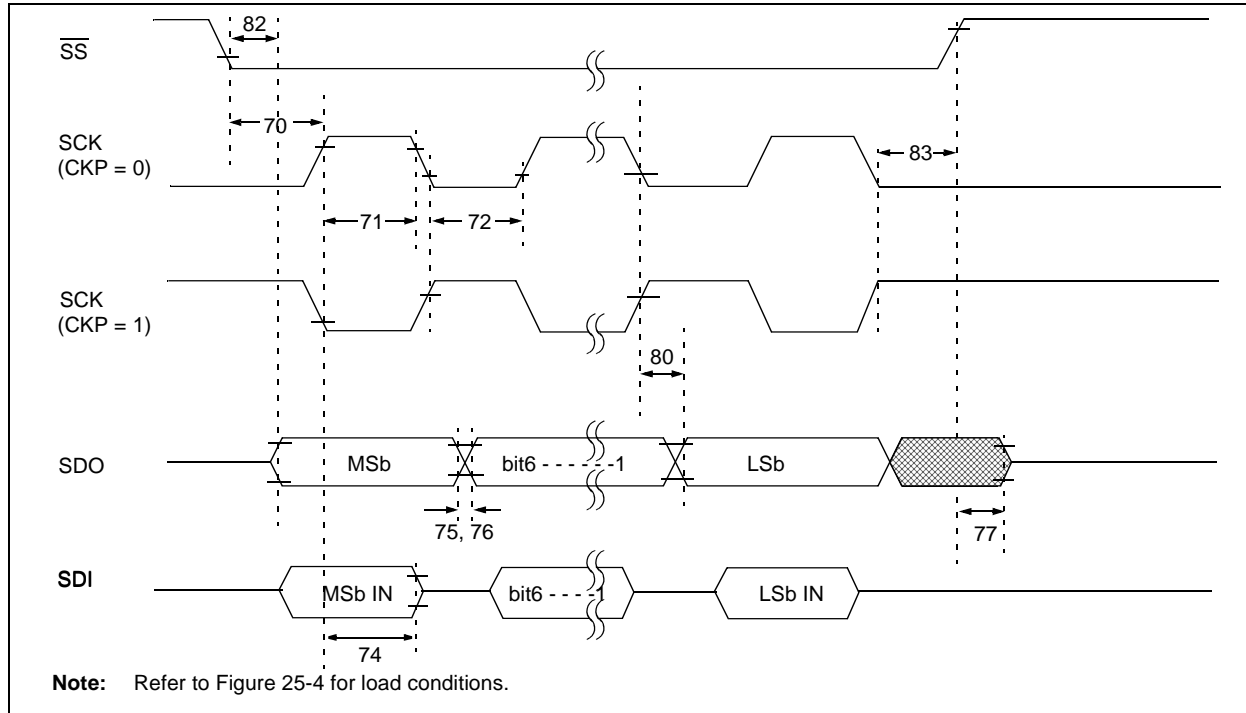 82
SS
70
SCK
(CKP = 0)
83
71
72
SCK
(CKP = 1)
80
SDO
MSb
bit6 - - - - - -1
LSb
75, 76
77
SDI
MSb IN
bit6 - - - - -1
LSb IN
74
Note: Refer to Figure 25-4 for load conditions.